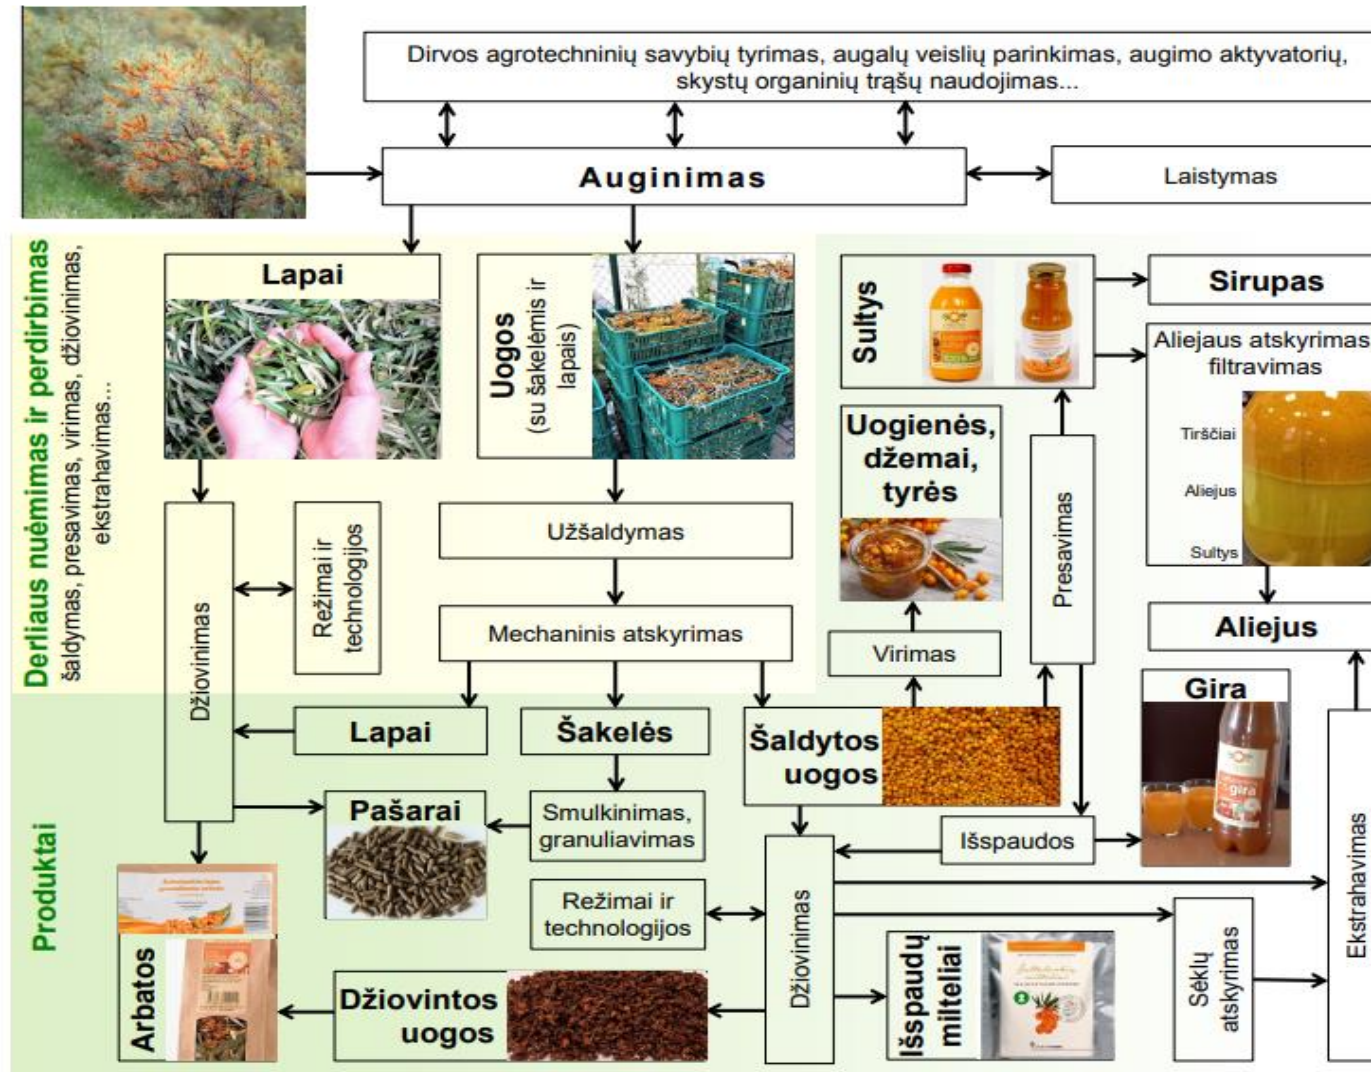 Dirvos agrotechninių savybių tyrimas, augalų veislių parinkimas, augimo aktyvatorių,
skystų organinių trąšų naudojimas...
Auginimas
Laistymas
Derliaus nuėmimas ir perdirbimas
šaldymas, presavimas, virimas, džiovinimas,
ekstrahavimas...
Lapai
Uogos
(su šakelėmis ir
lapais)
Sultys
Sirupas
Aliejaus atskyrimas,
filtravimas
Tirščiai
Aliejus
Sultys
Uogienės,
džemai,
tyrės
Presavimas
Džiovinimas
Režimai ir
technologijos
Užšaldymas
Mechaninis atskyrimas
Virimas
Aliejus
Gira
gira
Produktai
Lapai
Šakelės
Šaldytos
uogos
Pašarai
Smulkinimas,
granuliavimas
Išspaudos
Režimai ir
technologijos
Džiovinimas
Ekstrahavimas
Sėklų
atskyrimas
Arbatos
Džiovintos
uogos
Išspaudų
milteliai